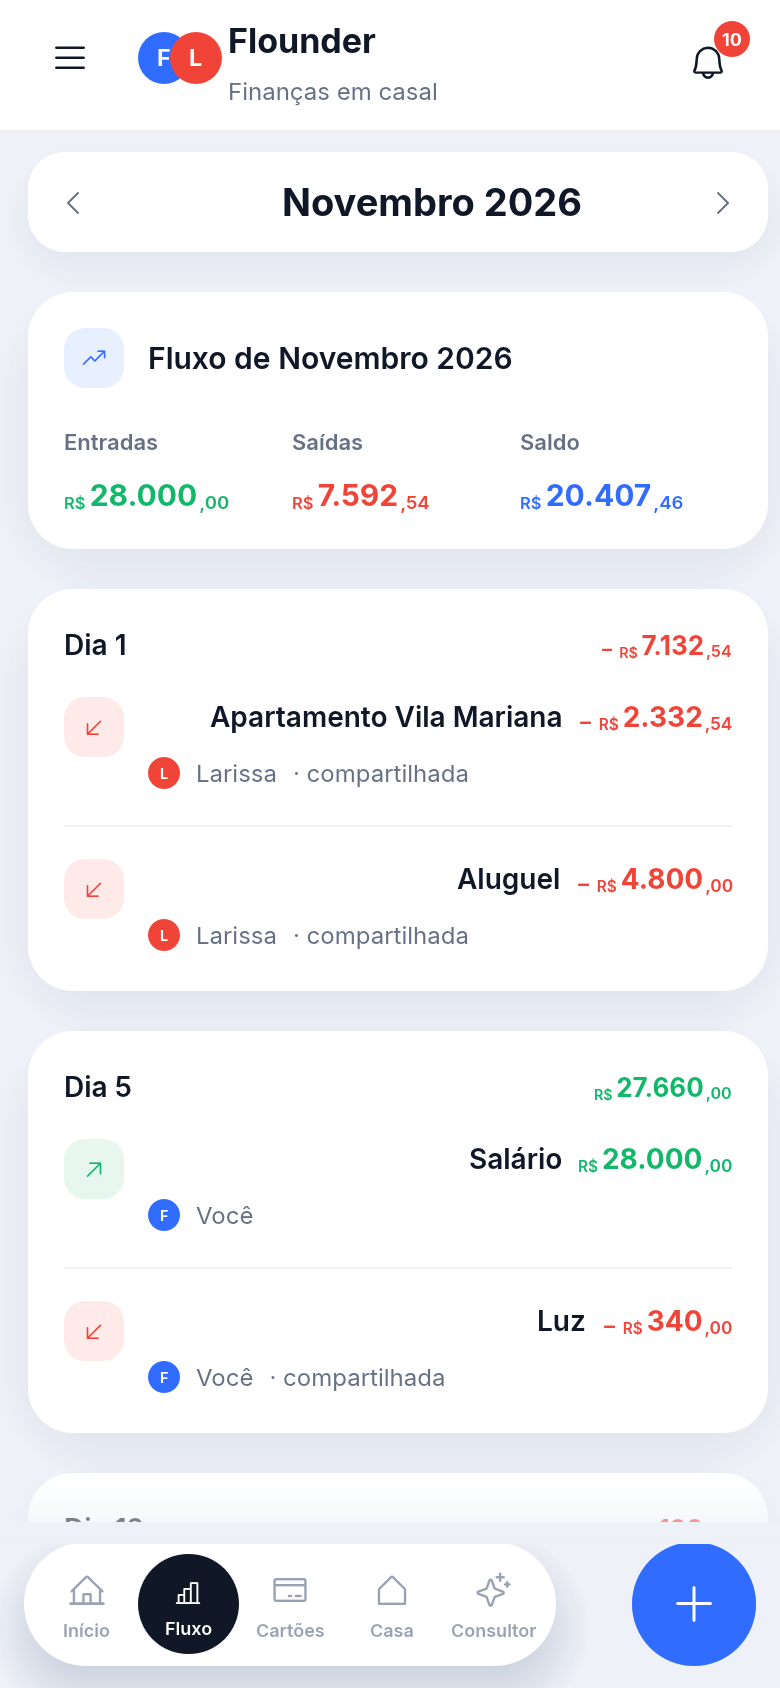 F L Flounder 10
Finanças em casal
Novembro 2026
Fluxo de Novembro 2026
Entradas Saídas Saldo
R$ 28.000,00 R$ 7.592,54 R$ 20.407,46
Dia 1 − R$ 7.132,54
Apartamento Vila Mariana − R$ 2.332,54
L Larissa · compartilhada
Aluguel − R$ 4.800,00
L Larissa · compartilhada
Dia 5 R$ 27.660,00
Salário R$ 28.000,00
F Você
Luz − R$ 340,00
F Você · compartilhada
Início Fluxo Cartões Casa Consultor